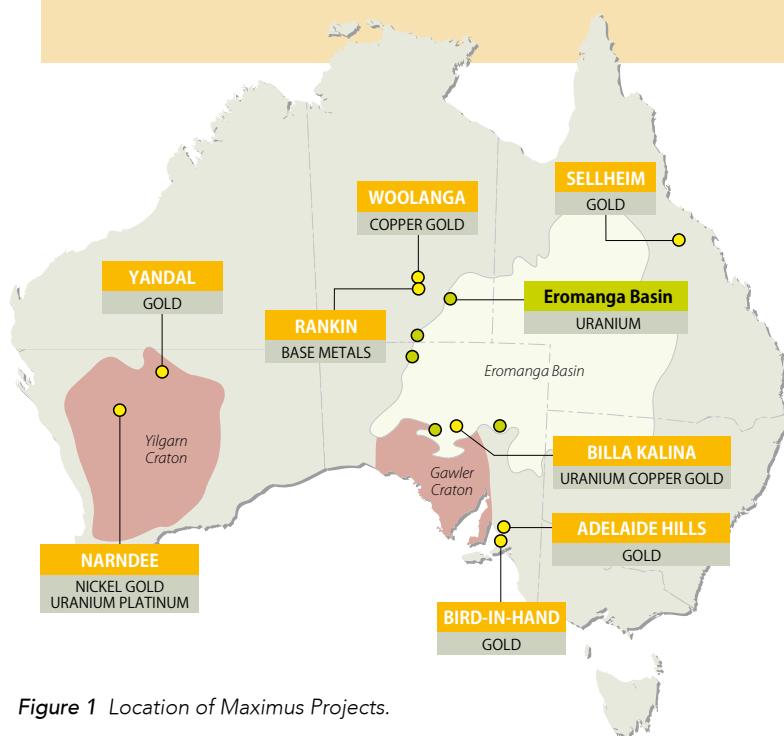 SELLHEIM
GOLD
WOOLANGA
COPPER GOLD
YANDAL
GOLD
Eromanga Basin
URANIUM
RANKIN
BASE METALS
Eromanga Basin
Yilgarn
Craton
Gawler
Craton
BILLA KALINA
URANIUM COPPER GOLD
ADELAIDE HILLS
GOLD
NARNDEE
NICKEL GOLD
URANIUM PLATINUM
BIRD-IN-HAND
GOLD
Figure 1 Location of Maximus Projects.